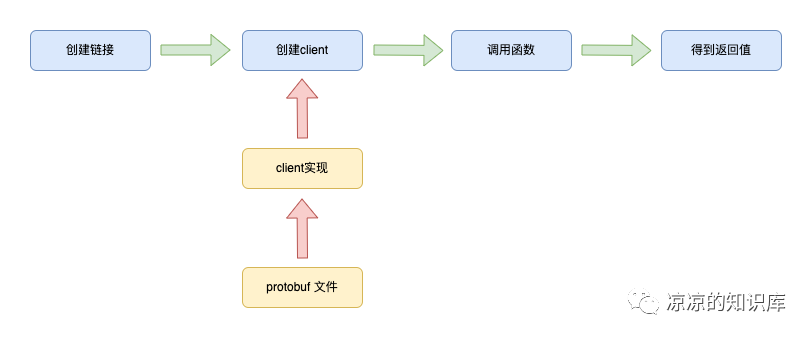 创建链接
创建client
调用函数
得到返回值
client实现
protobuf 文件
凉凉的知识库